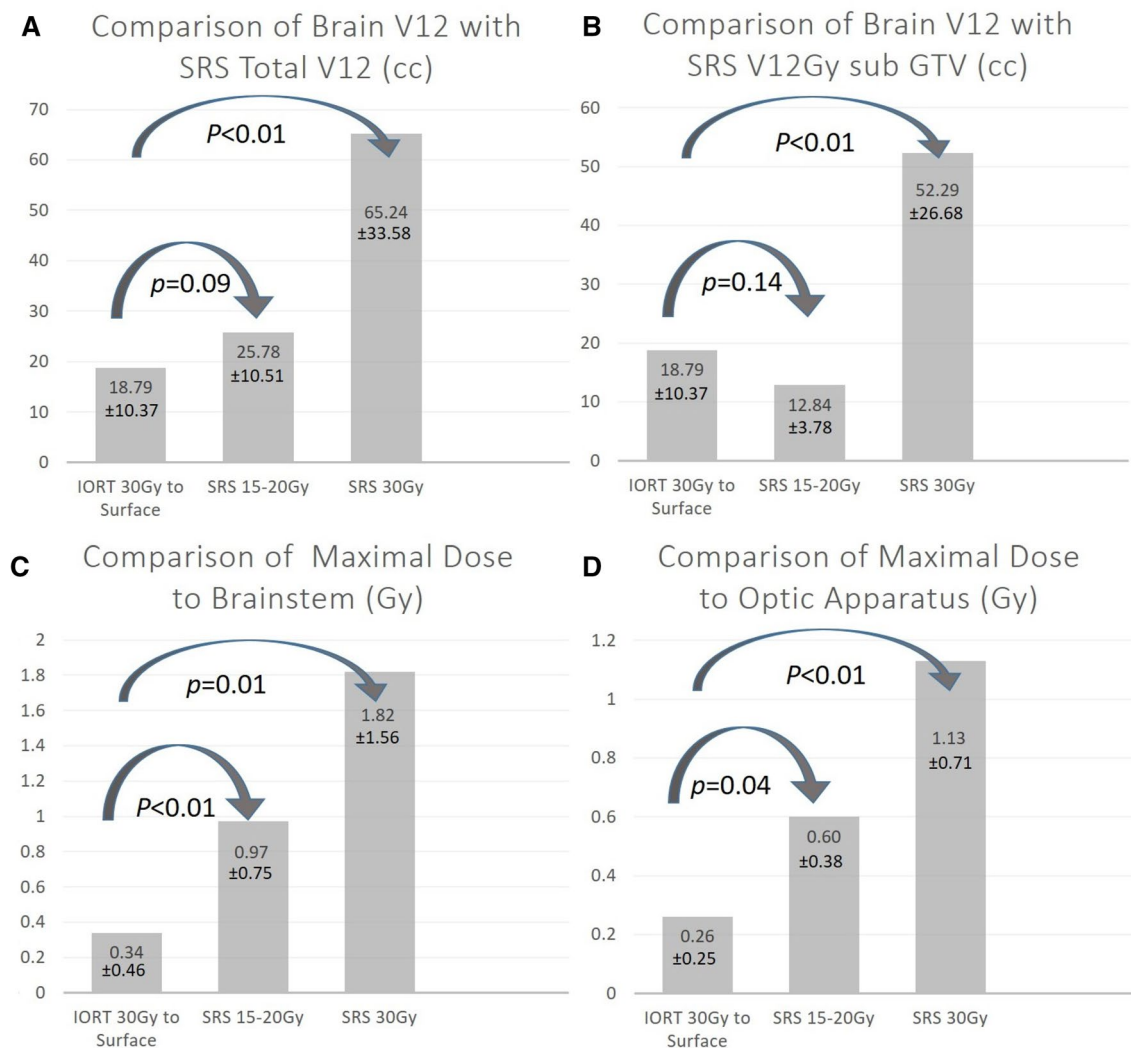 A
Comparison of Brain V12 with
SRS Total V12 (cc)
70
60
50
40
30
20
10
0
P<0.01
p=0.09
18.79
±10.37
25.78
±10.51
65.24
±33.58
IORT 30Gy to
Surface
SRS 15-20Gy
SRS 30Gy
B
Comparison of Brain V12 with
SRS V12Gy sub GTV (cc)
60
50
40
30
20
10
0
P<0.01
p=0.14
18.79
±10.37
12.84
±3.78
52.29
±26.68
IORT 30Gy to
Surface
SRS 15-20Gy
SRS 30Gy
C
Comparison of Maximal Dose
to Brainstem (Gy)
2
1.8
1.6
1.4
1.2
1
0.8
0.6
0.4
0.2
0
p=0.01
P<0.01
0.34
±0.46
0.97
±0.75
1.82
±1.56
IORT 30Gy to
Surface
SRS 15-20Gy
SRS 30Gy
D
Comparison of Maximal Dose
to Optic Apparatus (Gy)
1.2
1
0.8
0.6
0.4
0.2
0
P<0.01
p=0.04
0.26
±0.25
0.60
±0.38
1.13
±0.71
IORT 30Gy to
Surface
SRS 15-20Gy
SRS 30Gy